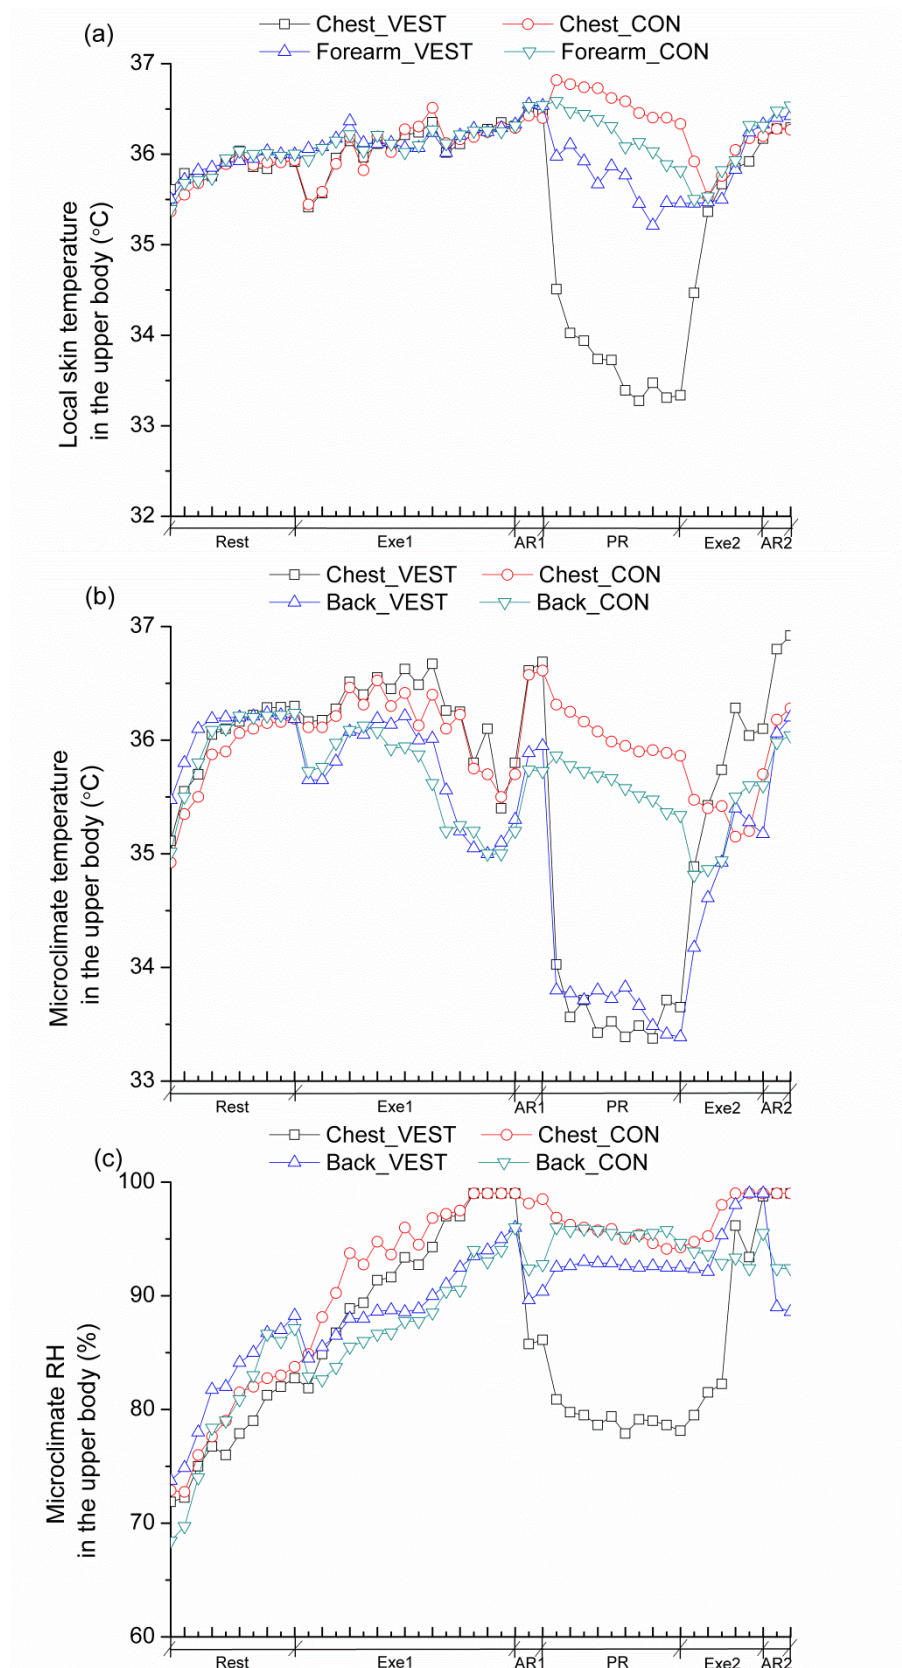 (a)
Chest_VEST Chest_CON
Forearm_VEST Forearm_CON
Local skin temperature
in the upper body (°C)
37
36
35
34
33
32
Rest Exe1 AR1 PR Exe2 AR2
(b)
Chest_VEST Chest_CON
Back_VEST Back_CON
Microclimate temperature
in the upper body (°C)
37
36
35
34
33
33
Rest Exe1 AR1 PR Exe2 AR2
(c)
Chest_VEST Chest_CON
Back_VEST Back_CON
Microclimate RH
in the upper body (%)
100
90
80
70
60
Rest Exe1 AR1 PR Exe2 AR2